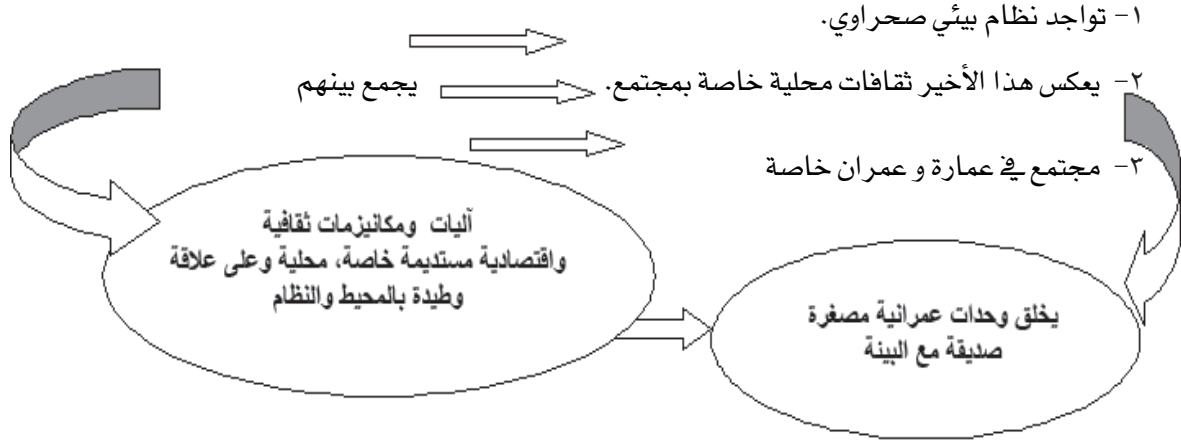 ١- تواجد نظام بيئي صحراوي.
٢- يعكس هذا الأخير ثقافات محلية خاصة بمجتمع. يجمع بينهم
٣- مجتمع في عمارة و عمران خاصة
آليات ومكانيزمات ثقافية
واقتصادية مستديمة خاصة، محلية وعلى علاقة
وطيدة بالمحيط والنظام
يخلق وحدات عمرانية مصغرة
صديقة مع البيئة